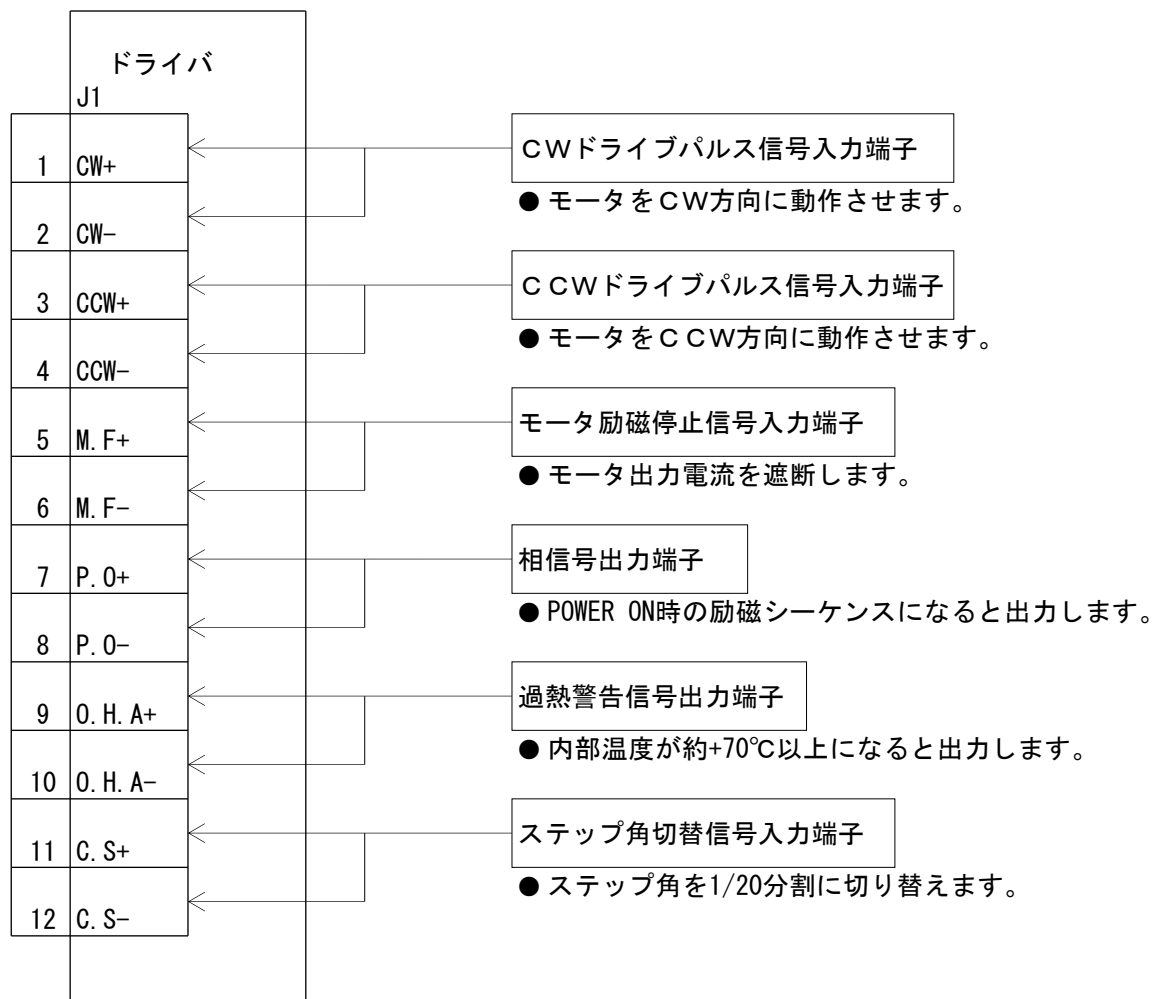 ドライバ
J1
1 CW+
CWドライブパルス信号入力端子
● モータをCW方向に動作させます。
2 CW-
3 CCW+
CCWドライブパルス信号入力端子
● モータをCCW方向に動作させます。
4 CCW-
5 M.F+
モータ励磁停止信号入力端子
● モータ出力電流を遮断します。
6 M.F-
7 P.O+
相信号出力端子
● POWER ON時の励磁シーケンスになると出力します。
8 P.O-
9 O.H.A+
過熱警告信号出力端子
● 内部温度が約+70℃以上になると出力します。
10 O.H.A-
11 C.S+
ステップ角切替信号入力端子
● ステップ角を1/20分割に切り替えます。
12 C.S-